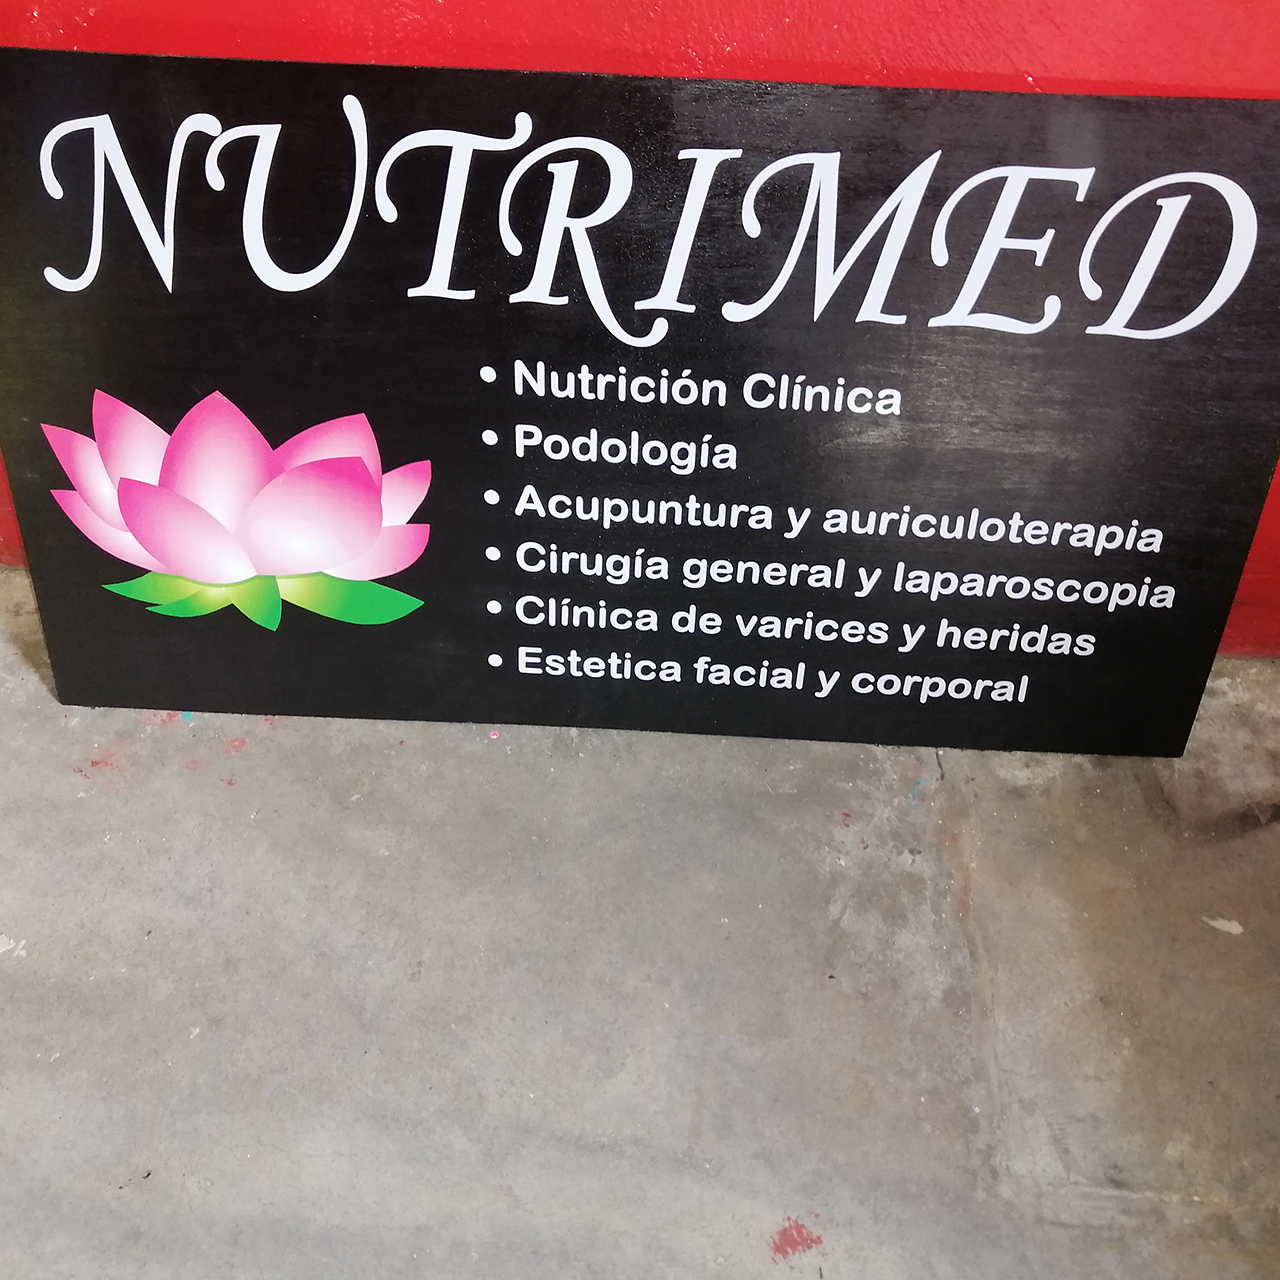 NUTRIMED
• Nutrición Clínica
• Podología
• Acupuntura y auriculoterapia
• Cirugía general y laparoscopia
• Clínica de varices y heridas
• Estetica facial y corporal